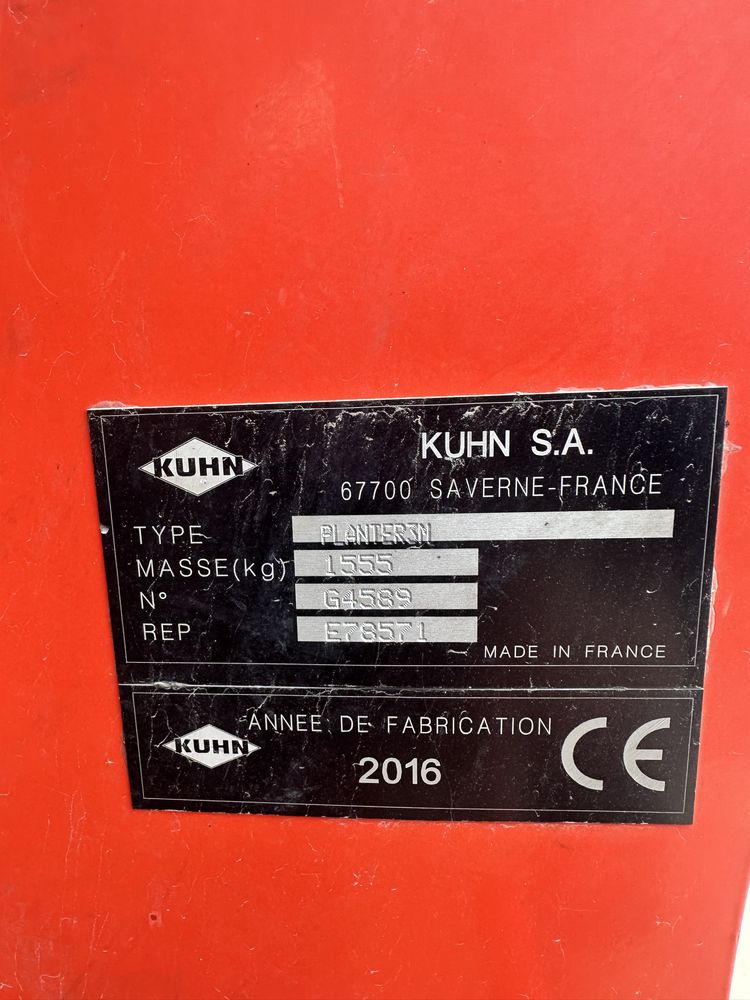 KUHN
KUHN S.A.
67700 SAVERNE-FRANCE
TYPE PLANTER3M
MASSE(kg) 1555
N° G4589
REP E78571
MADE IN FRANCE
KUHN
ANNEE DE FABRICATION
2016
CE